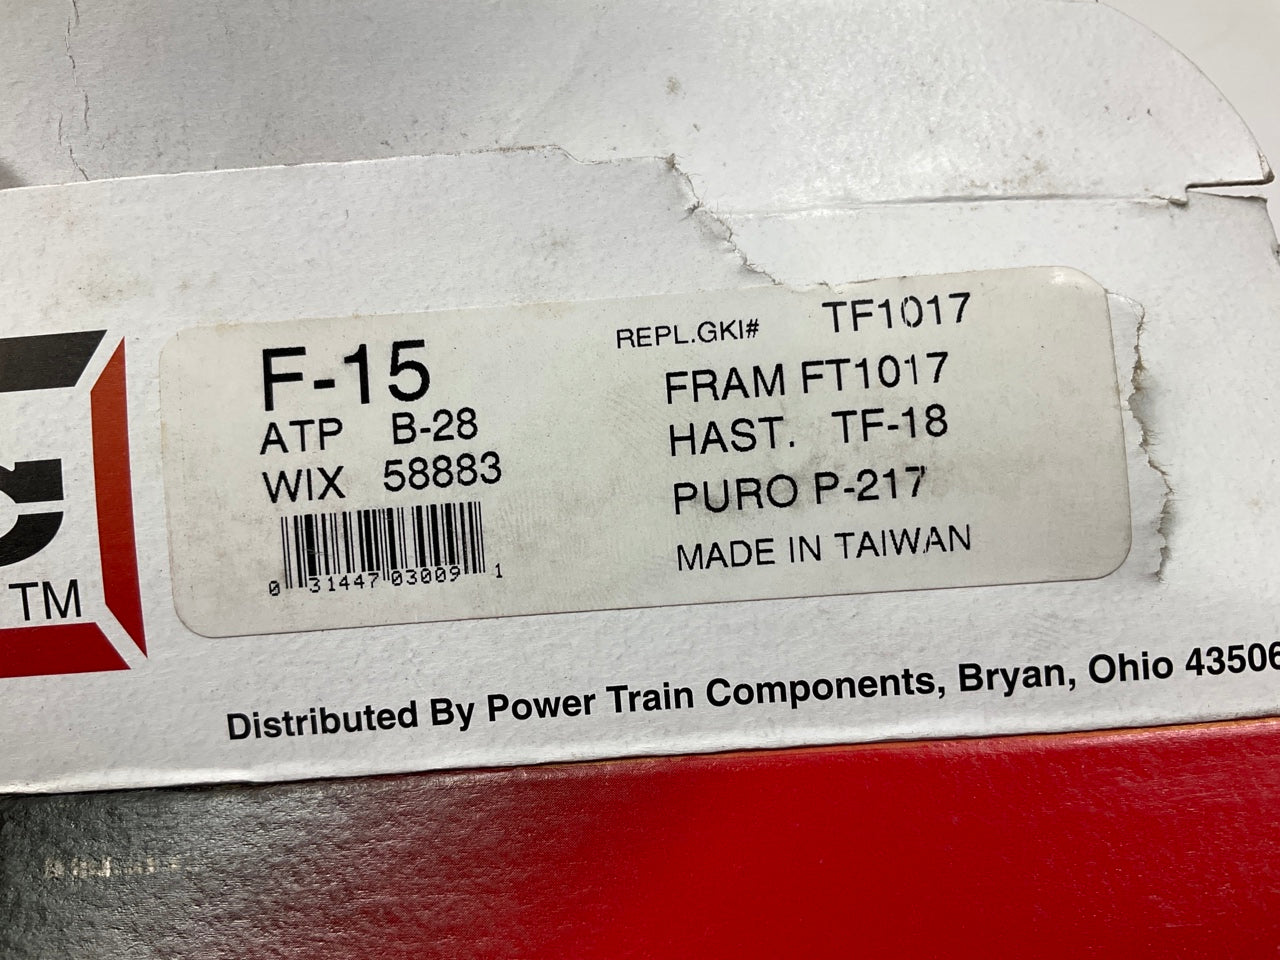 F-15
ATP B-28
WIX 58883
0 31447 03009 1
REPL.GKI# TF1017
FRAM FT1017
HAST. TF-18
PURO P-217
MADE IN TAIWAN
TM
Distributed By Power Train Components, Bryan, Ohio 43506